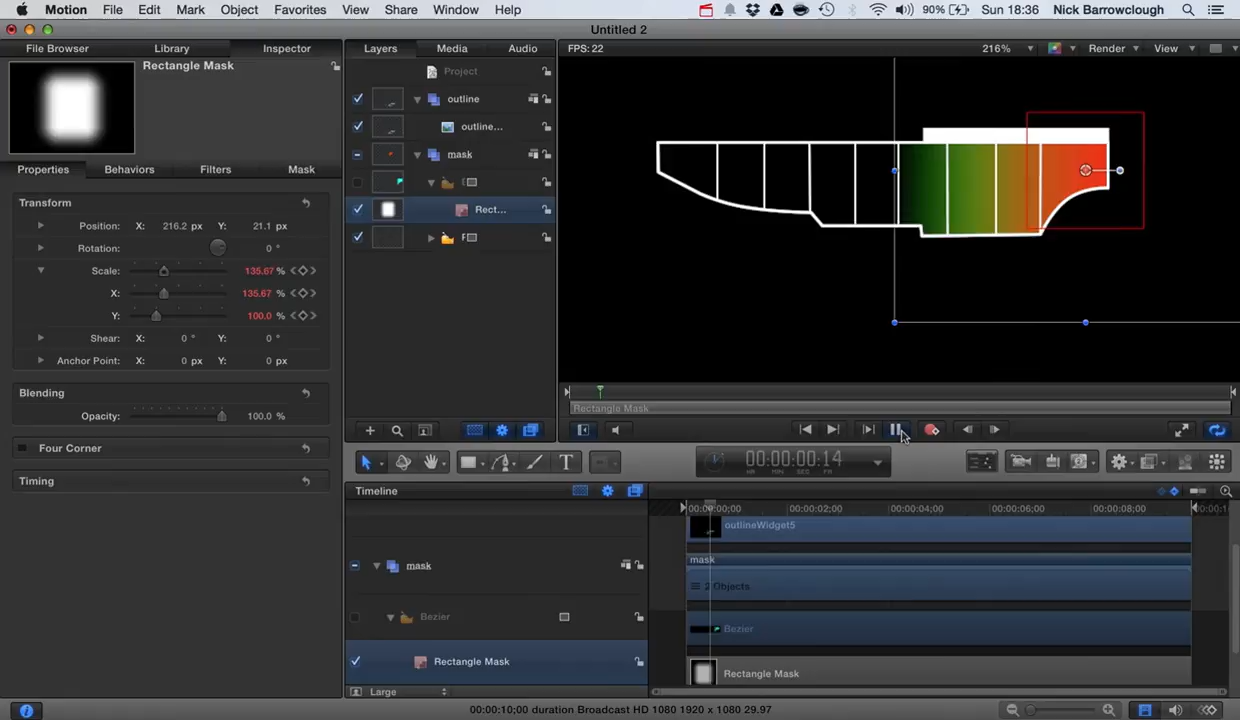 Motion File Edit Mark Object Favorites View Share Window Help 90% Sun 18:36 Nick Barrowclough
Untitled 2
File Browser Library Inspector Layers Media Audio FPS: 22 216% Render View
Rectangle Mask
Project
outline
outline...
mask
Rect...
Properties Behaviors Filters Mask
Transform
Position: X: 216.2 px Y: 21.1 px
Rotation: 0 °
Scale: 135.67 %
X: 135.67 %
Y: 100.0 %
Shear: X: 0 ° Y: 0 °
Anchor Point: X: 0 px Y: 0 px
Blending
Opacity: 100.0 %
Four Corner
Timing
Rectangle Mask
00:00:00;14
HR MIN SEC FR
Timeline
00:00:00;00 00:00:02;00 00:00:04;00 00:00:06;00 00:00:08;00
outlineWidget5
mask
mask
2 Objects
Bezier
Bezier
Rectangle Mask
Rectangle Mask
Large
00:00:10;00 duration Broadcast HD 1080 1920 x 1080 29.97